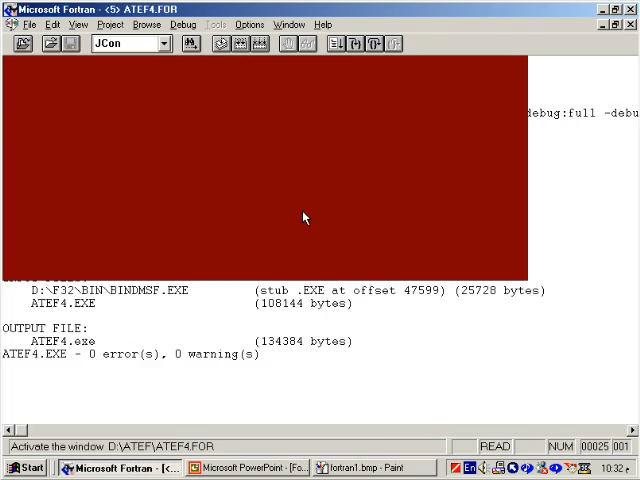 Microsoft Fortran - <5> ATEF4.FOR
File Edit View Project Browse Debug Tools Options Window Help
JCon
debug:full -debu
D:\F32\BIN\BINDMSF.EXE (stub .EXE at offset 47599) (25728 bytes)
ATEF4.EXE (108144 bytes)
OUTPUT FILE:
ATEF4.exe (134384 bytes)
ATEF4.EXE - 0 error(s), 0 warning(s)
Activate the window D:\ATEF\ATEF4.FOR READ NUM 00025 001
Start Microsoft Fortran - [<... Microsoft PowerPoint - [Fo... fortran1.bmp - Paint En 10:32 م